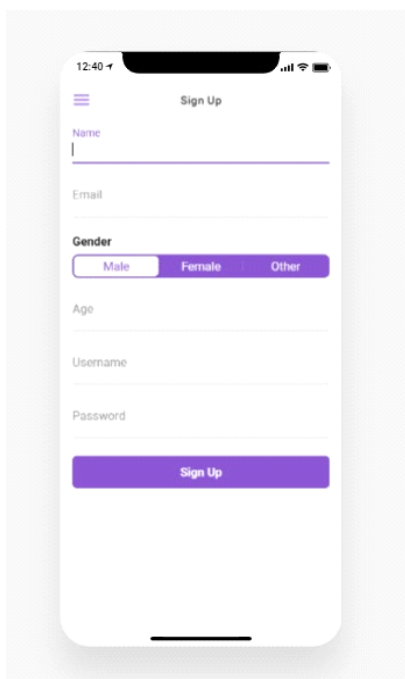 12:40
Sign Up
Name
Email
Gender
Male Female Other
Age
Username
Password
Sign Up